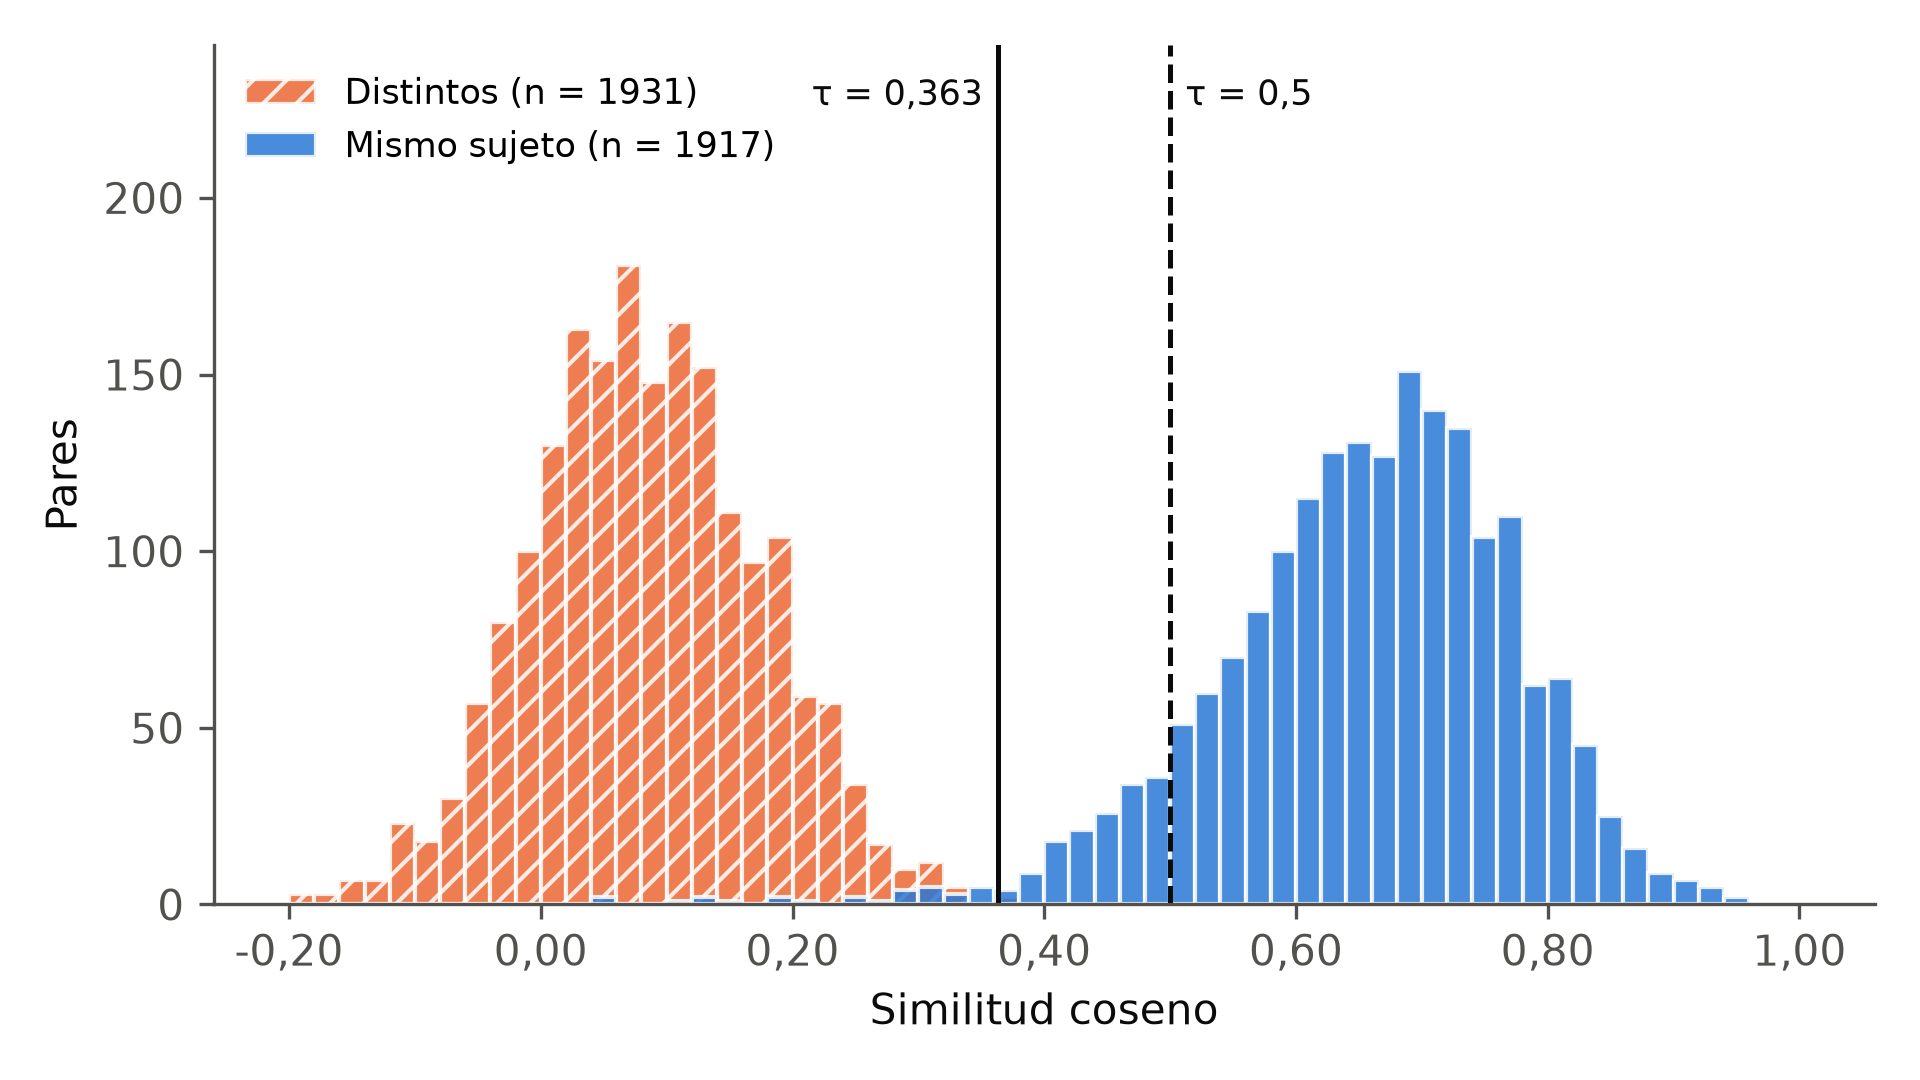 Distintos (n = 1931)
Mismo sujeto (n = 1917)
τ = 0,363
τ = 0,5
Pares
200
150
100
50
0
-0,20
0,00
0,20
0,40
0,60
0,80
1,00
Similitud coseno